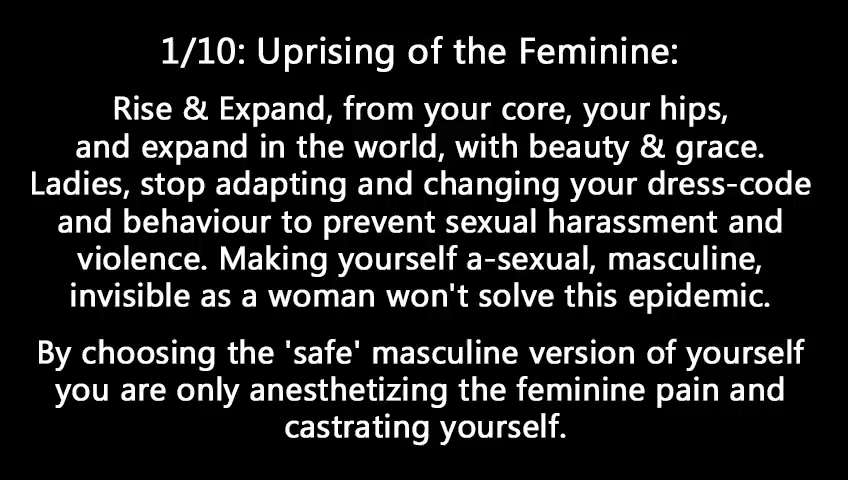 1/10: Uprising of the Feminine:
Rise & Expand, from your core, your hips,
and expand in the world, with beauty & grace.
Ladies, stop adapting and changing your dress-code
and behaviour to prevent sexual harassment and
violence. Making yourself a-sexual, masculine,
invisible as a woman won't solve this epidemic.
By choosing the 'safe' masculine version of yourself
you are only anesthetizing the feminine pain and
castrating yourself.